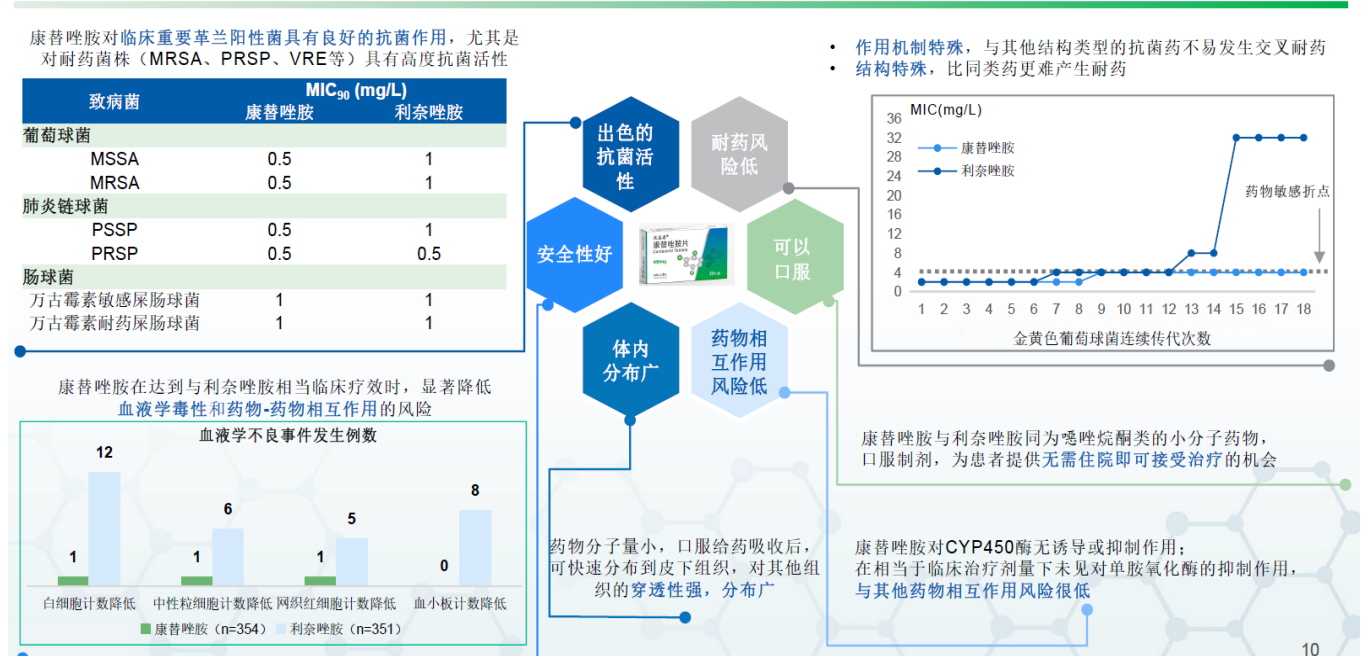 康替唑胺对临床重要革兰阳性菌具有良好的抗菌作用，尤其是
对耐药菌株（MRSA、PRSP、VRE等）具有高度抗菌活性
致病菌 MIC90 (mg/L)
康替唑胺 利奈唑胺
葡萄球菌
MSSA 0.5 1
MRSA 0.5 1
肺炎链球菌
PSSP 0.5 1
PRSP 0.5 0.5
肠球菌
万古霉素敏感屎肠球菌 1 1
万古霉素耐药屎肠球菌 1 1
康替唑胺在达到与利奈唑胺相当临床疗效时，显著降低
血液学毒性和药物-药物相互作用的风险
血液学不良事件发生例数
12
1
6
1
5
1
8
0
白细胞计数降低 中性粒细胞计数降低 网织红细胞计数降低 血小板计数降低
康替唑胺（n=354） 利奈唑胺（n=351）
出色的
抗菌活
性
耐药风
险低
安全性好
康替唑胺片
可以
口服
体内
分布广
药物相
互作用
风险低
• 作用机制特殊，与其他结构类型的抗菌药不易发生交叉耐药
• 结构特殊，比同类药更难产生耐药
MIC(mg/L)
36
32
28
24
20
16
12
8
4
0
康替唑胺
利奈唑胺
药物敏感折点
1 2 3 4 5 6 7 8 9 10 11 12 13 14 15 16 17 18
金黄色葡萄球菌连续传代次数
康替唑胺与利奈唑胺同为噁唑烷酮类的小分子药物，
口服制剂，为患者提供无需住院即可接受治疗的机会
药物分子量小，口服给药吸收后，
可快速分布到皮下组织，对其他组
织的穿透性强，分布广
康替唑胺对CYP450酶无诱导或抑制作用；
在相当于临床治疗剂量下未见对单胺氧化酶的抑制作用，
与其他药物相互作用风险很低
10